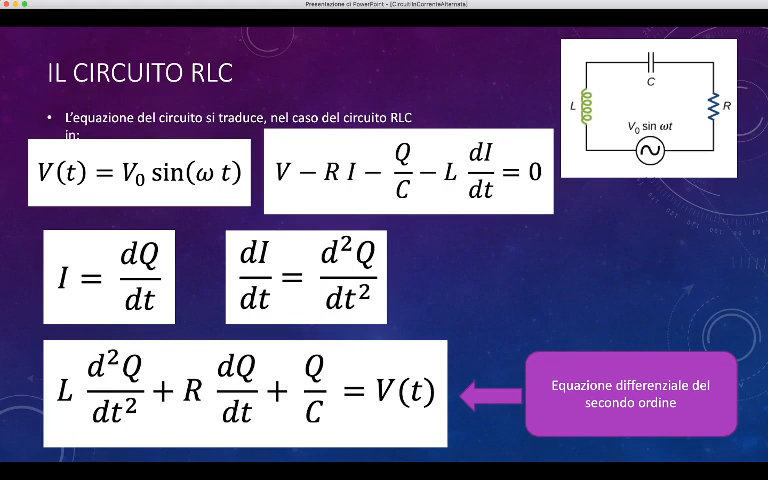 Presentazione di PowerPoint - [CircuitiInCorrenteAlternata]
IL CIRCUITO RLC
• L'equazione del circuito si traduce, nel caso del circuito RLC
in:
V(t) = V₀ sin(ω t)
V − R I − Q/C − L dI/dt = 0
C
L
R
V₀ sin ωt
I = dQ/dt
dI/dt = d²Q/dt²
L d²Q/dt² + R dQ/dt + Q/C = V(t)
Equazione differenziale del
secondo ordine